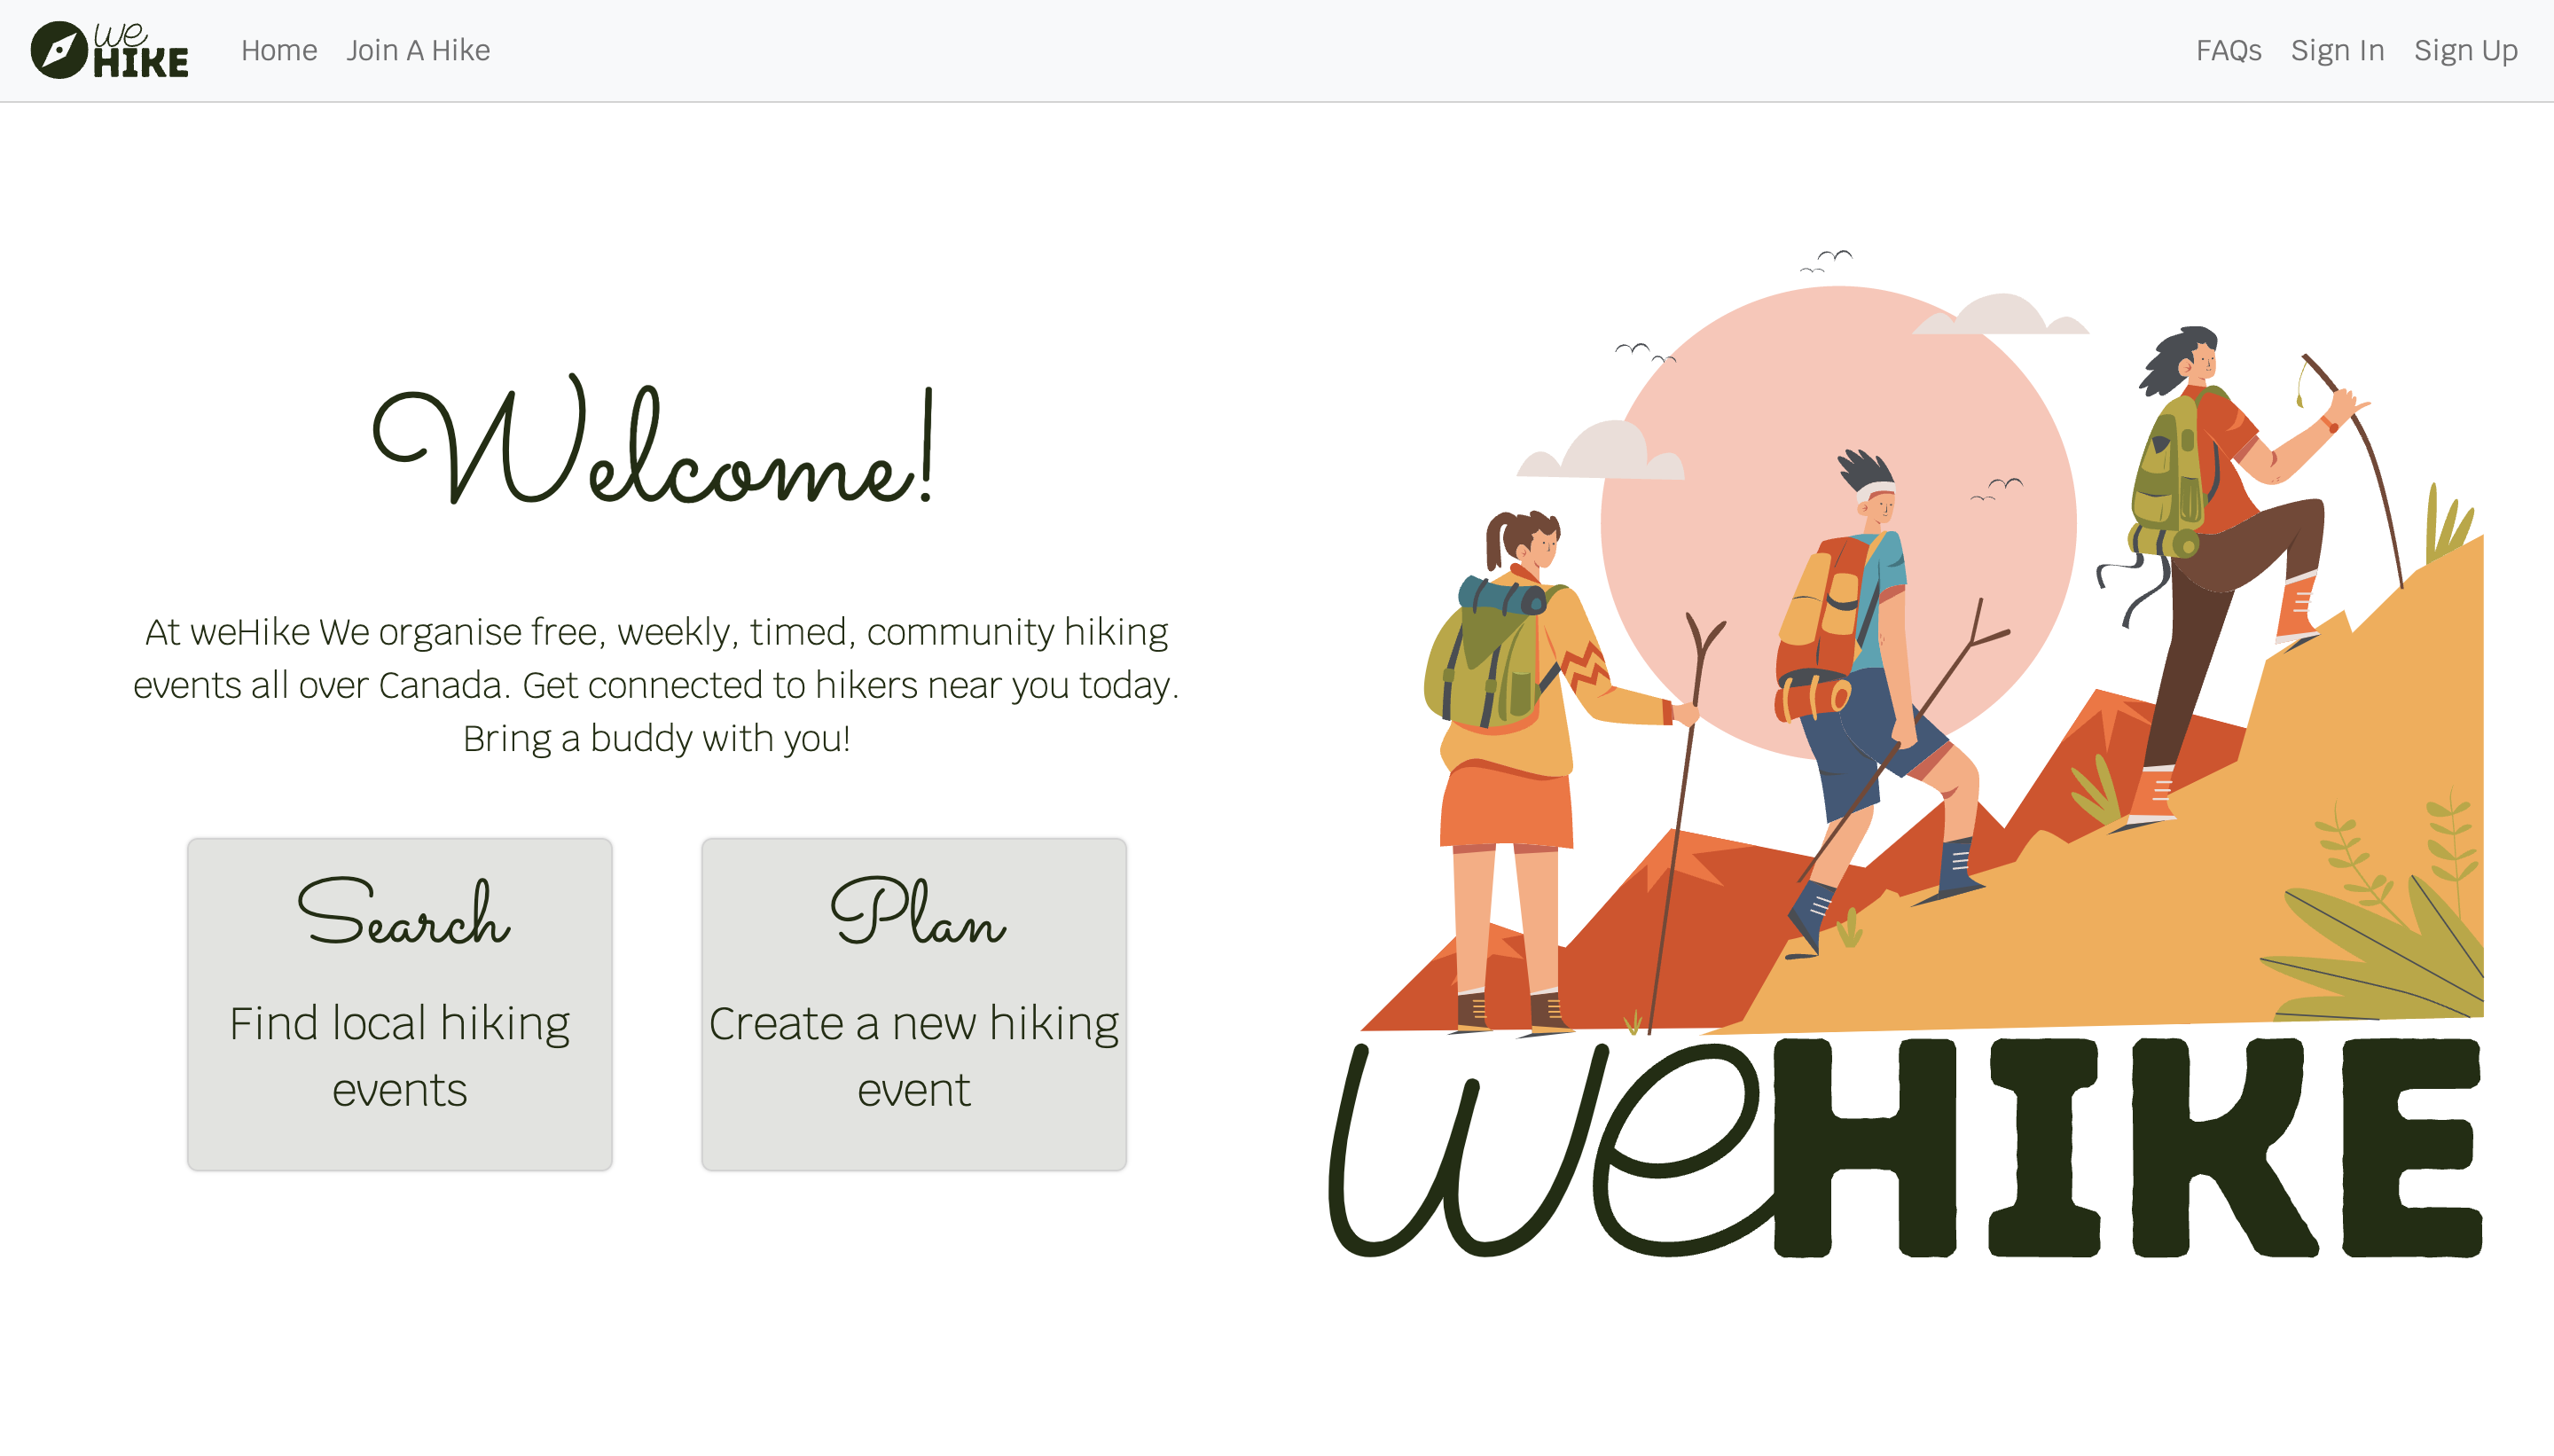 we
HIKE
Home Join A Hike
FAQs Sign In Sign Up
Welcome!
At weHike We organise free, weekly, timed, community hiking
events all over Canada. Get connected to hikers near you today.
Bring a buddy with you!
Search
Find local hiking
events
Plan
Create a new hiking
event
weHIKE